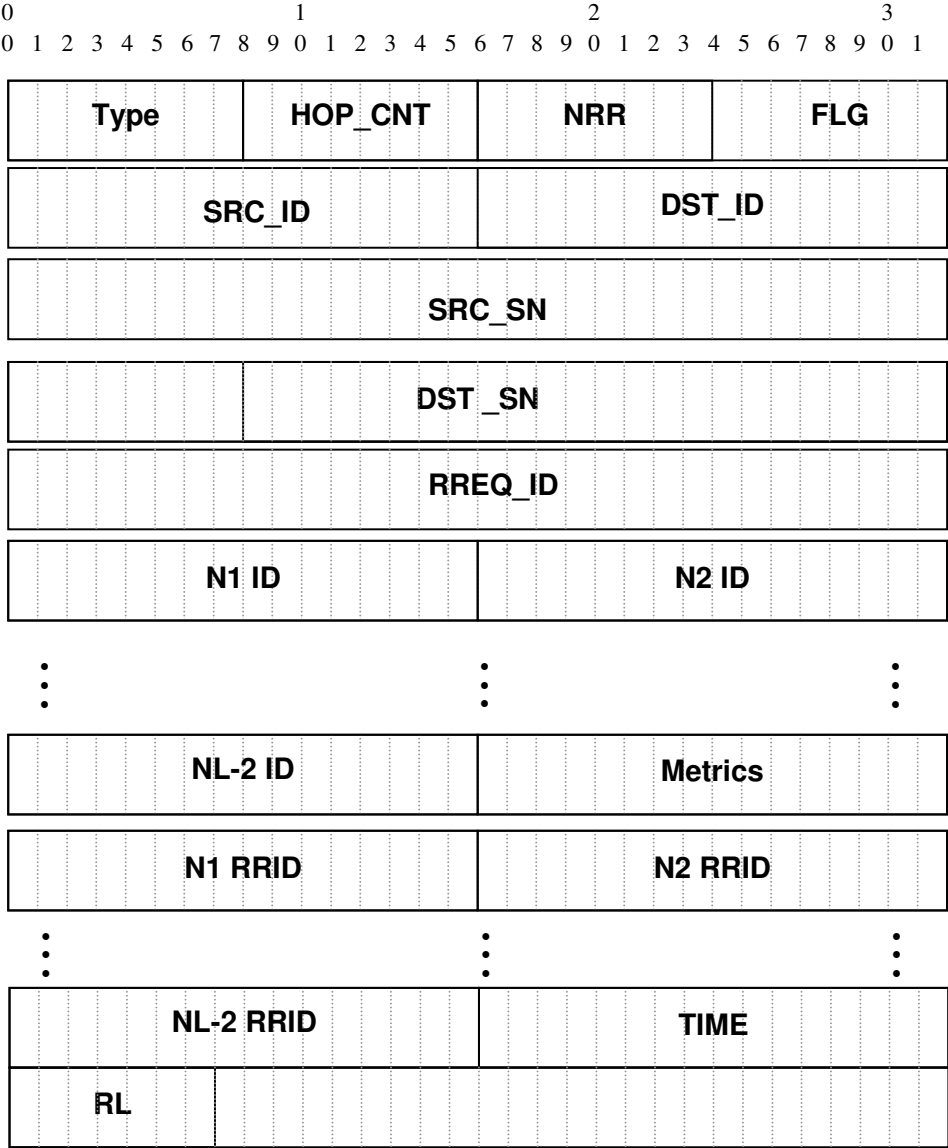 0 1 2 3
0 1 2 3 4 5 6 7 8 9 0 1 2 3 4 5 6 7 8 9 0 1 2 3 4 5 6 7 8 9 0 1
Type HOP_CNT NRR FLG
SRC_ID DST_ID
SRC_SN
DST _SN
RREQ_ID
N1 ID N2 ID
NL-2 ID Metrics
N1 RRID N2 RRID
NL-2 RRID TIME
RL